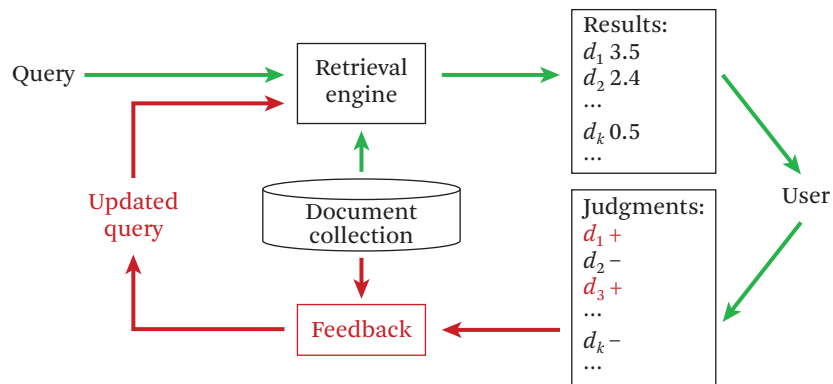 Query
Retrieval
engine
Results:
d₁ 3.5
d₂ 2.4
...
dₖ 0.5
...
Updated
query
Document
collection
User
Judgments:
d₁ +
d₂ −
d₃ +
...
dₖ −
...
Feedback